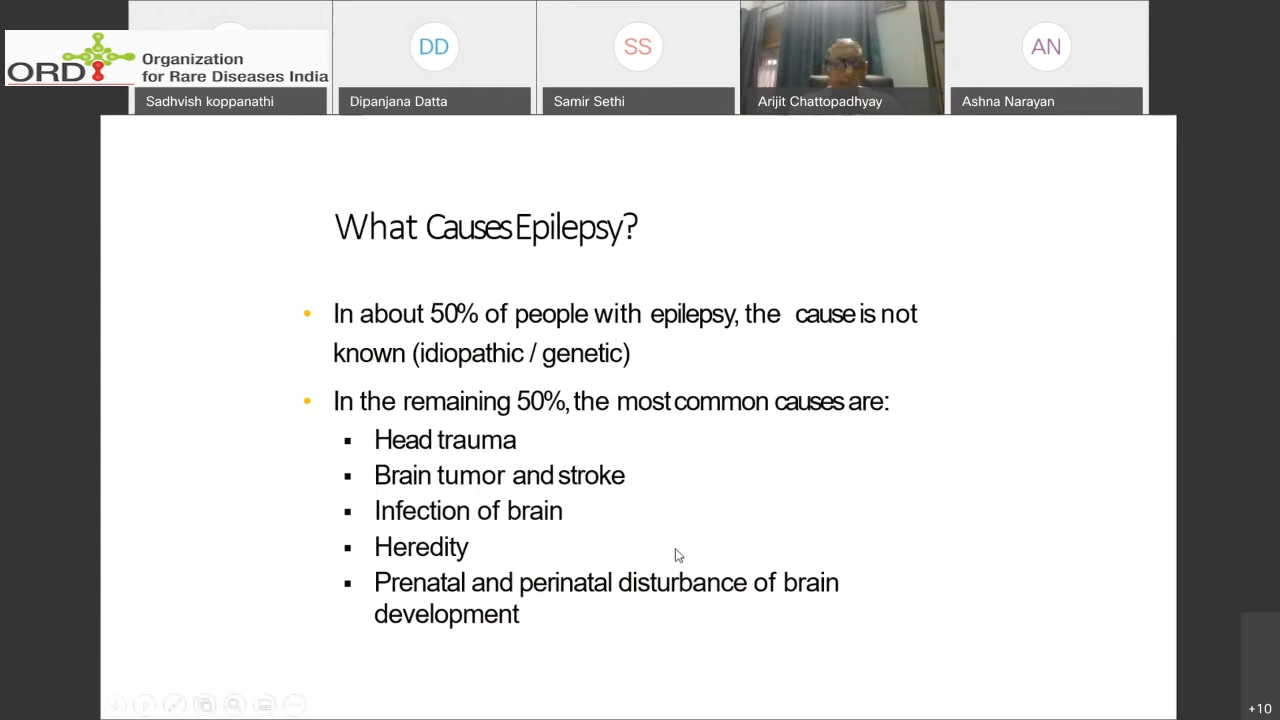 ORD
Organization
for Rare Diseases India
DD
SS
AN
Sadhvish koppanathi
Dipanjana Datta
Samir Sethi
Arijit Chattopadhyay
Ashna Narayan
What Causes Epilepsy?
• In about 50% of people with epilepsy, the cause is not
known (idiopathic / genetic)
• In the remaining 50%, the most common causes are:
▪ Head trauma
▪ Brain tumor and stroke
▪ Infection of brain
▪ Heredity
▪ Prenatal and perinatal disturbance of brain
development
+10